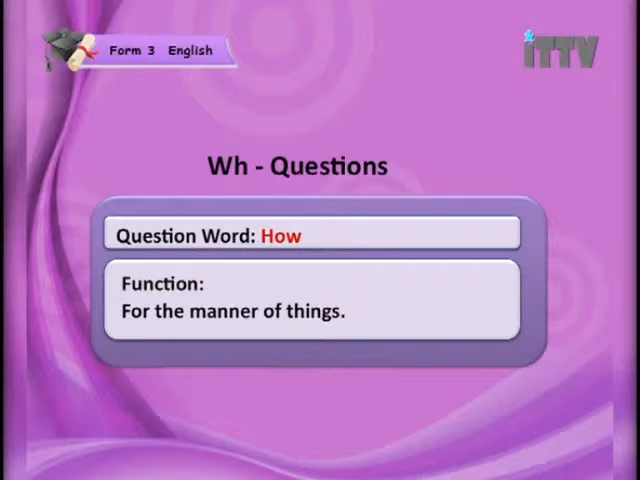 Form 3 English
iTTV
Wh - Questions
Question Word: How
Function:
For the manner of things.